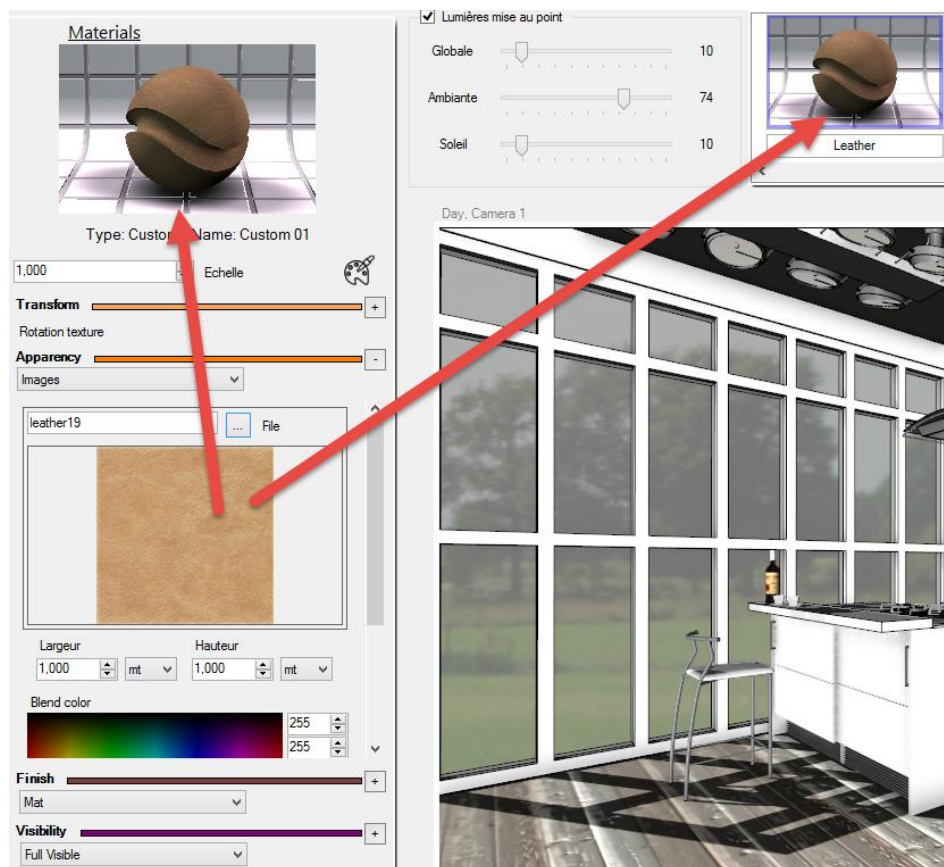 Materials
Type: Custom Name: Custom 01
1,000 Echelle
Transform +
Rotation texture
Apparency -
Images
leather19 ... File
Largeur Hauteur
1,000 mt 1,000 mt
Blend color
255
255
Finish +
Mat
Visibility +
Full Visible
Lumières mise au point
Globale 10
Ambiante 74
Soleil 10
Leather
Day, Camera 1